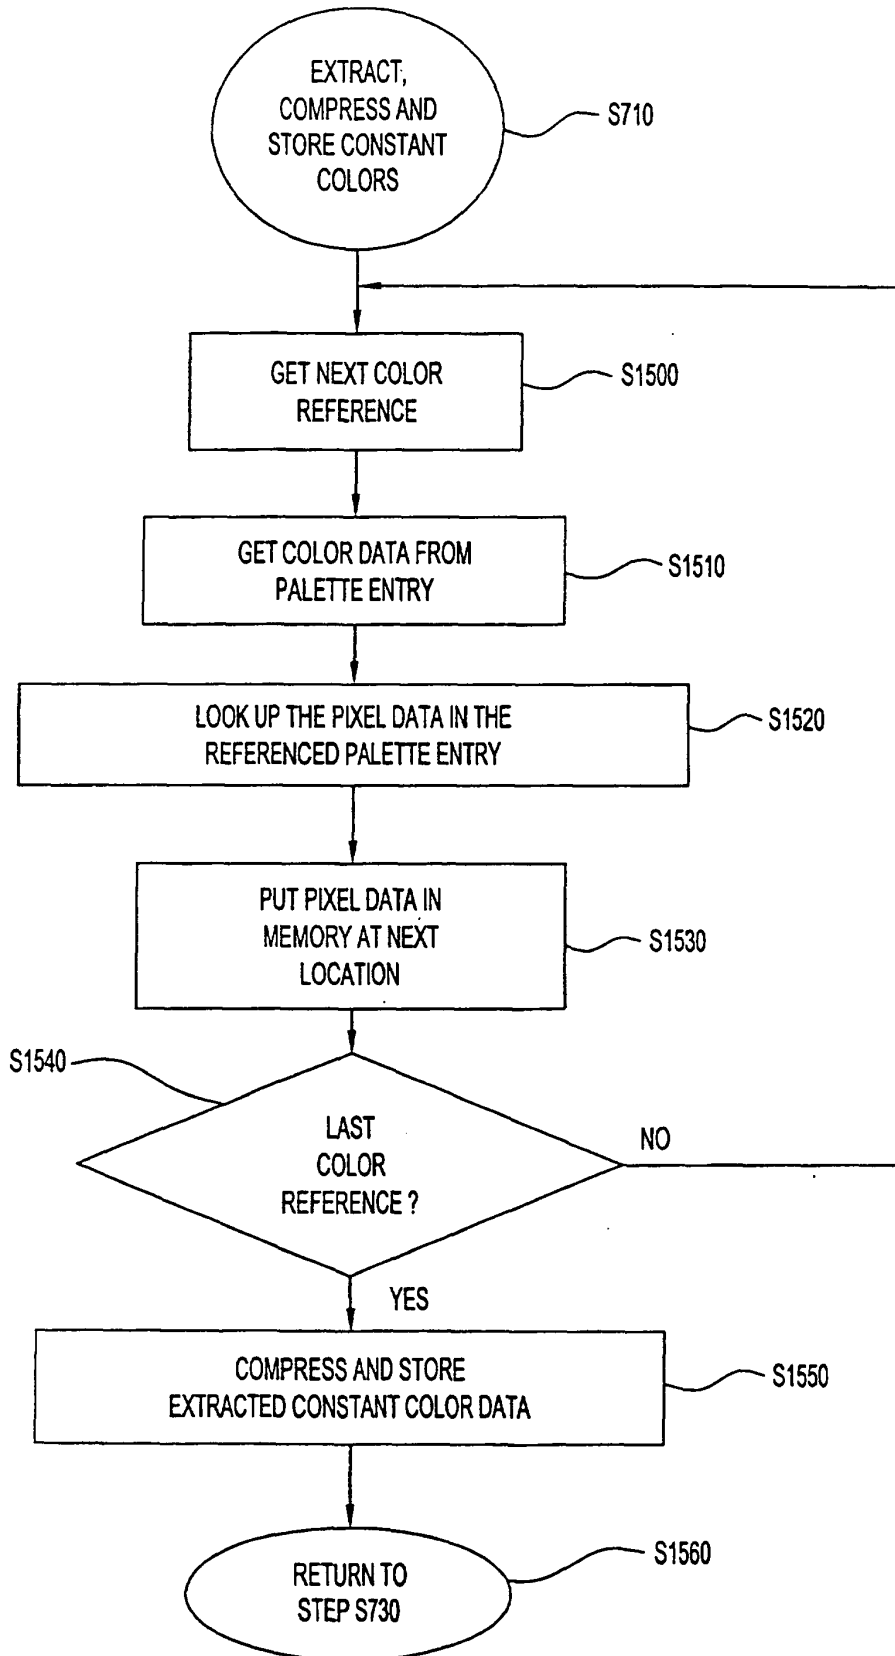 EXTRACT,
COMPRESS AND
STORE CONSTANT
COLORS
S710
GET NEXT COLOR
REFERENCE
S1500
GET COLOR DATA FROM
PALETTE ENTRY
S1510
LOOK UP THE PIXEL DATA IN THE
REFERENCED PALETTE ENTRY
S1520
PUT PIXEL DATA IN
MEMORY AT NEXT
LOCATION
S1530
S1540
LAST
COLOR
REFERENCE ?
NO
YES
COMPRESS AND STORE
EXTRACTED CONSTANT COLOR DATA
S1550
RETURN TO
STEP S730
S1560